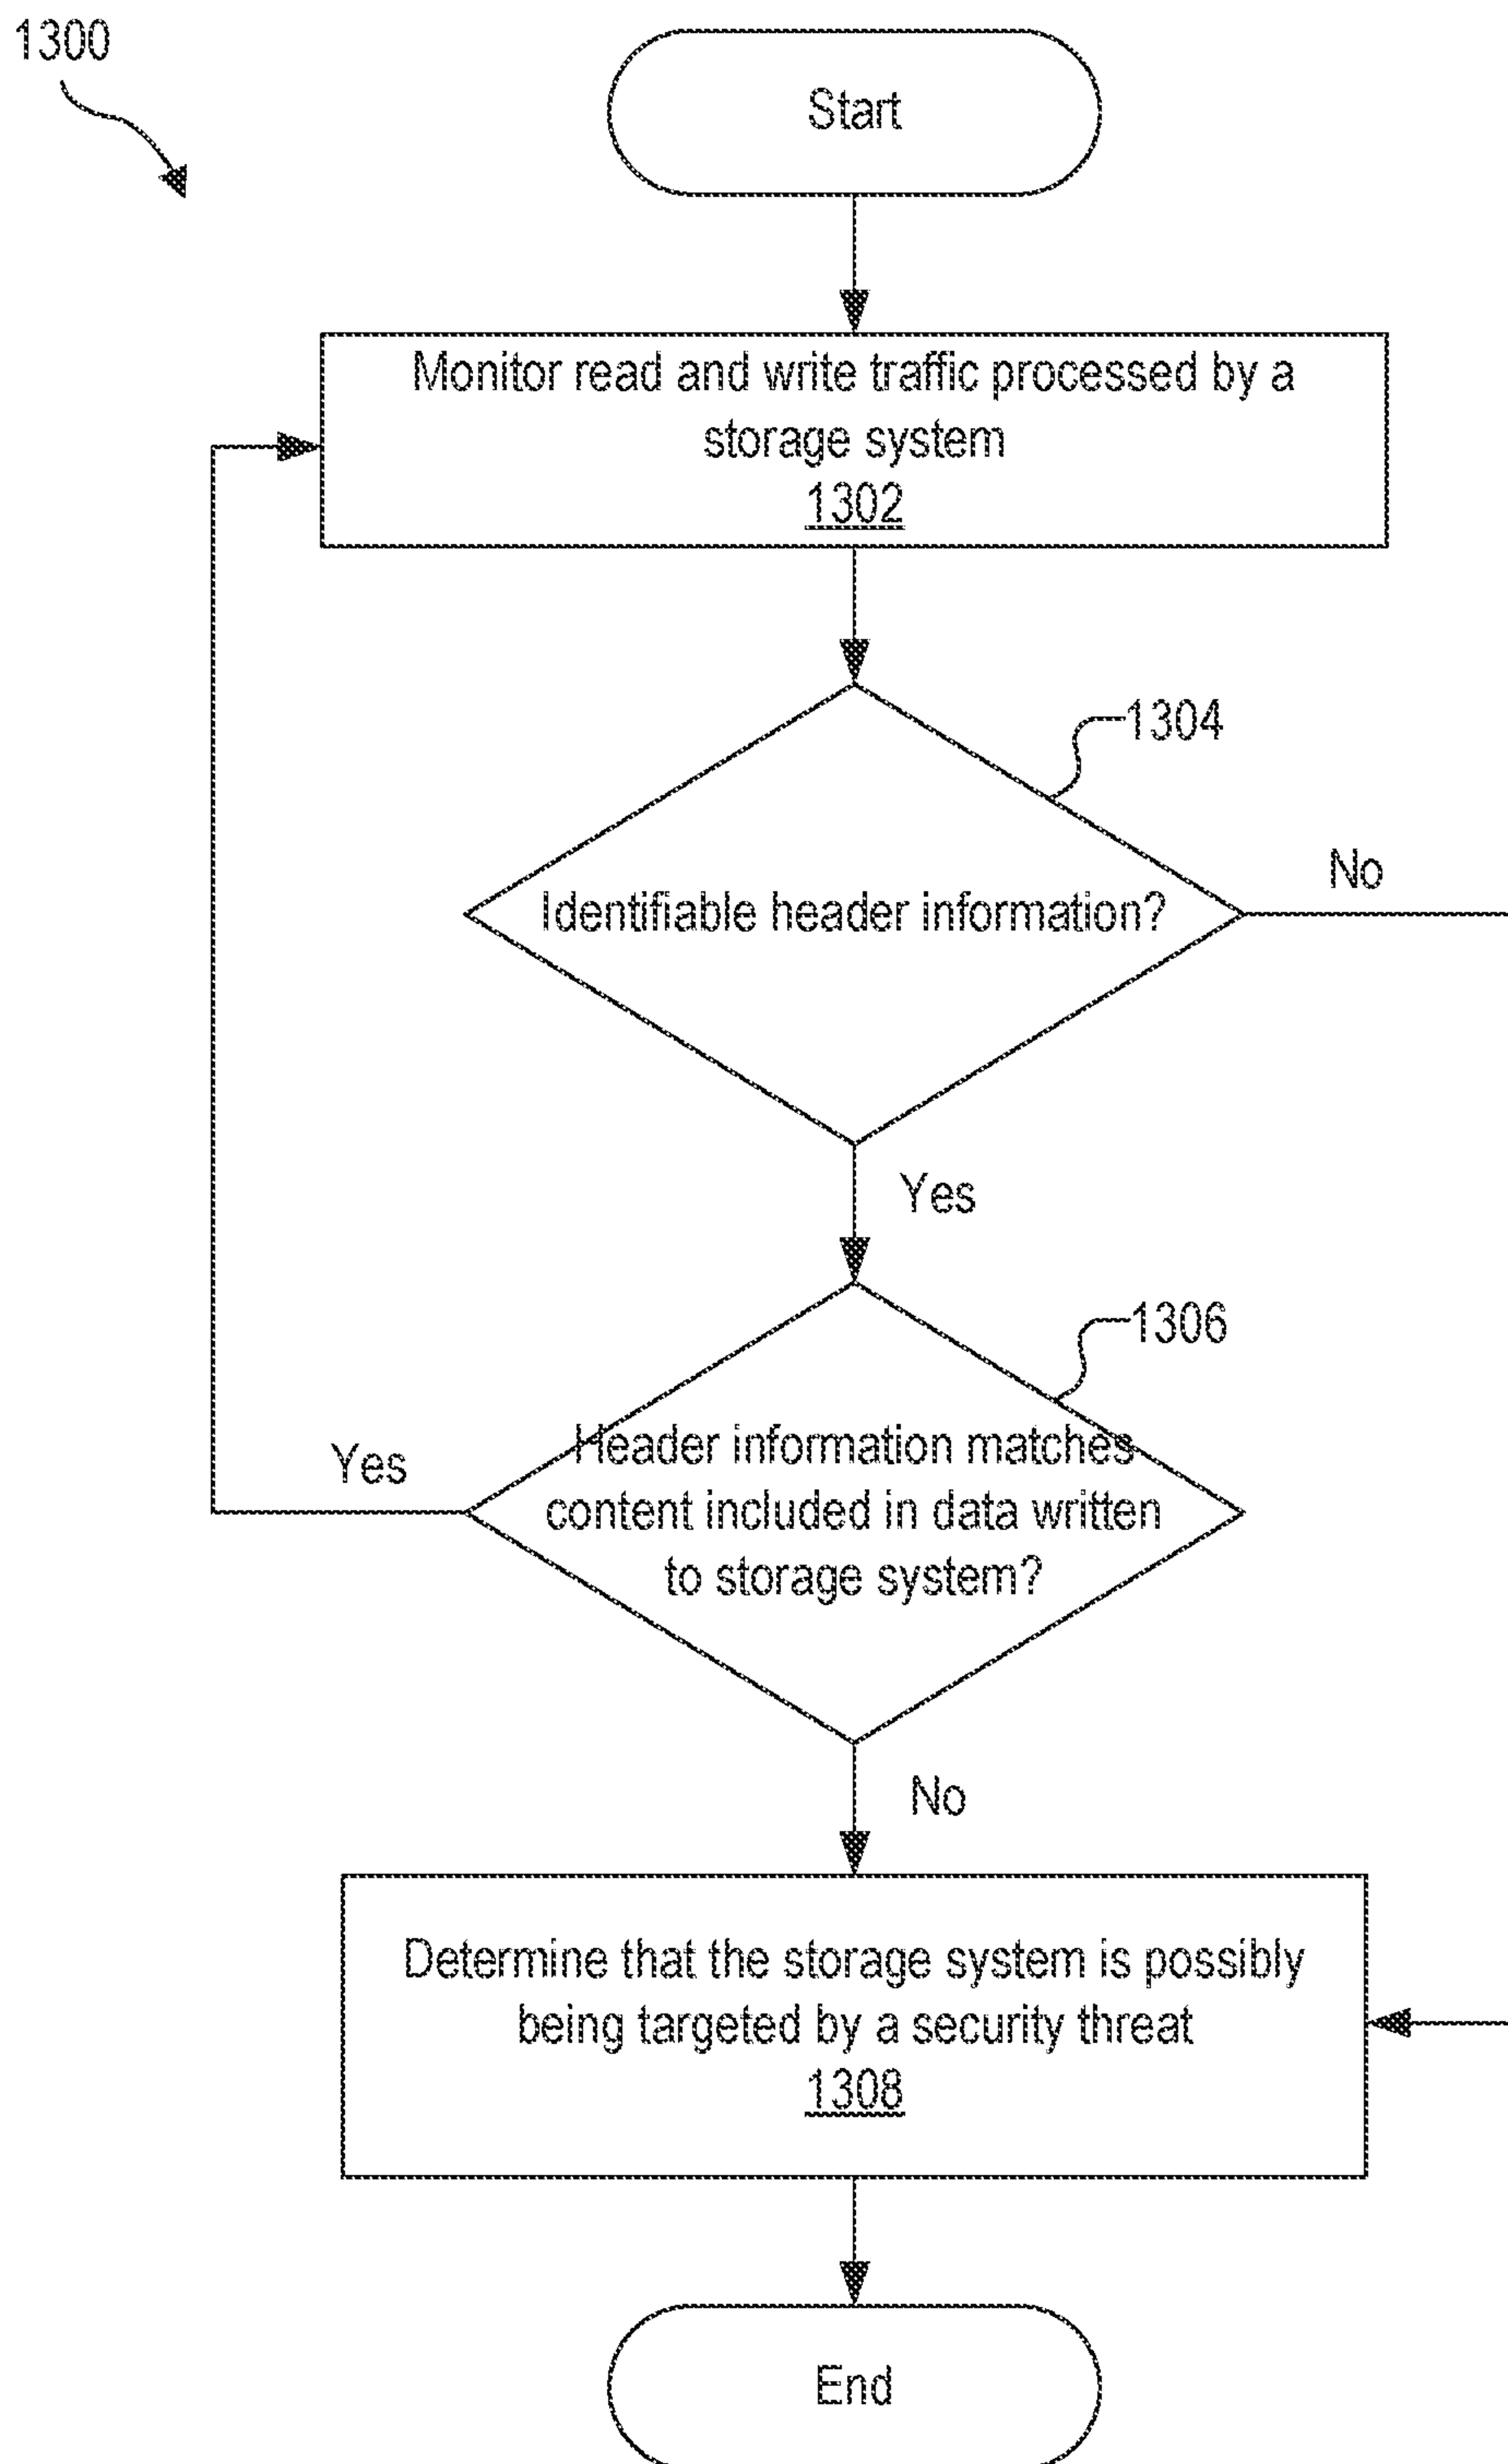 1300
Start
Monitor read and write traffic processed by a
storage system
1302
1304
Identifiable header information?
No
Yes
1306
Header information matches
content included in data written
to storage system?
Yes
No
Determine that the storage system is possibly
being targeted by a security threat
1308
End